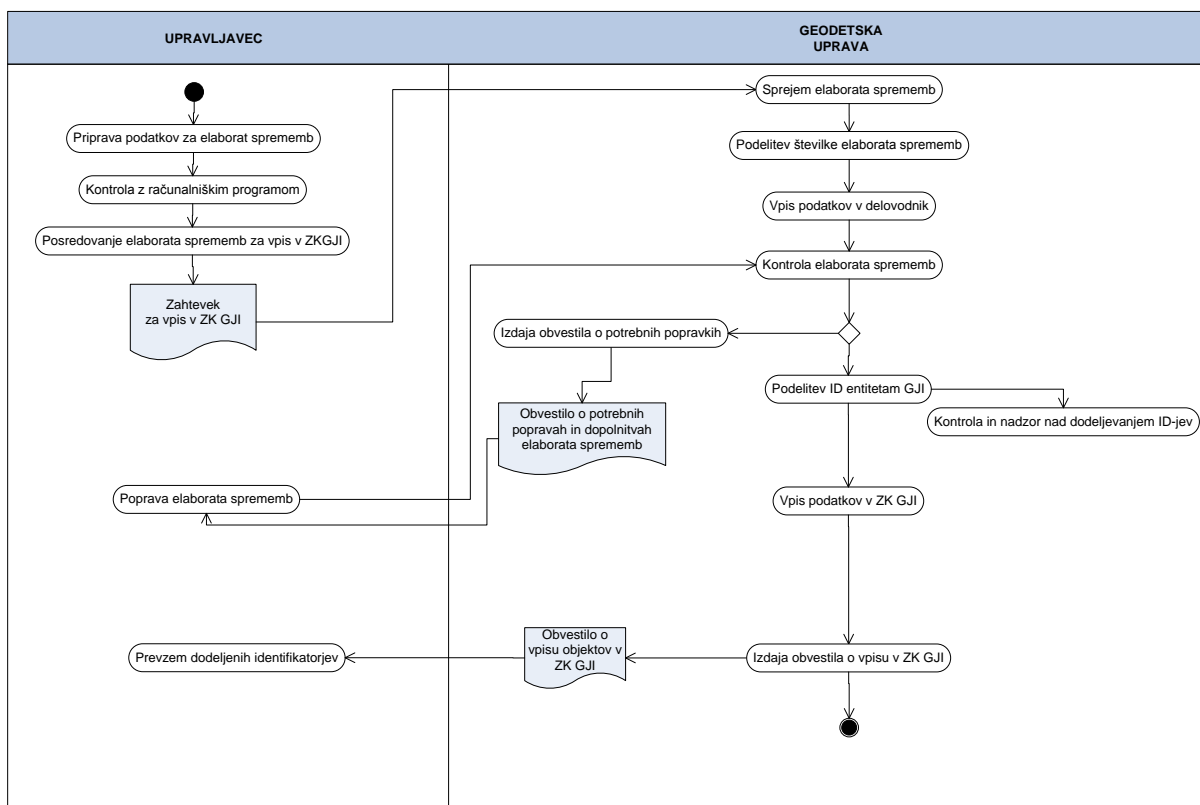 UPRAVLJAVEC
GEODETSKA
UPRAVA
Priprava podatkov za elaborat sprememb
Kontrola z računalniškim programom
Posredovanje elaborata sprememb za vpis v ZKGJI
Zahtevek
za vpis v ZK GJI
Sprejem elaborata sprememb
Podelitev številke elaborata sprememb
Vpis podatkov v delovodnik
Kontrola elaborata sprememb
Izdaja obvestila o potrebnih popravkih
Podelitev ID entitetam GJI
Kontrola in nadzor nad dodeljevanjem ID-jev
Obvestilo o potrebnih
popravah in dopolnitvah
elaborata sprememb
Poprava elaborata sprememb
Vpis podatkov v ZK GJI
Prevzem dodeljenih identifikatorjev
Obvestilo o
vpisu objektov v
ZK GJI
Izdaja obvestila o vpisu v ZK GJI